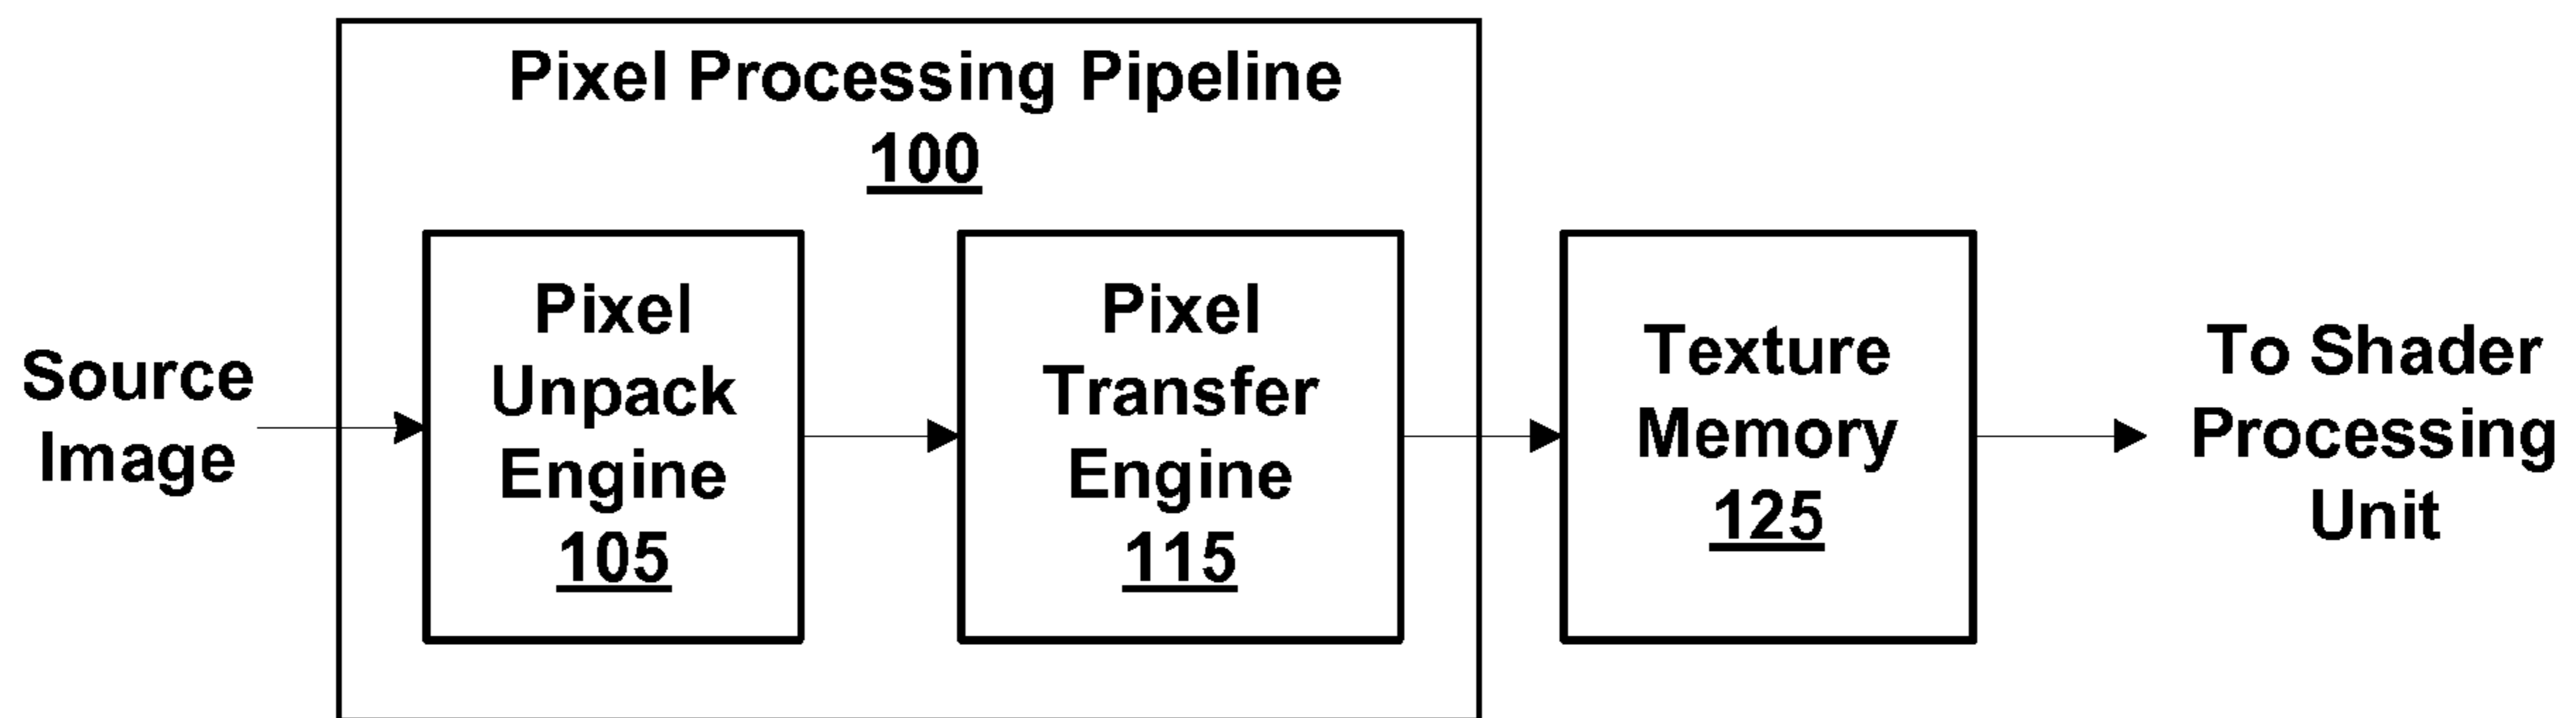 Pixel Processing Pipeline
100
Source
Image
Pixel
Unpack
Engine
105
Pixel
Transfer
Engine
115
Texture
Memory
125
To Shader
Processing
Unit